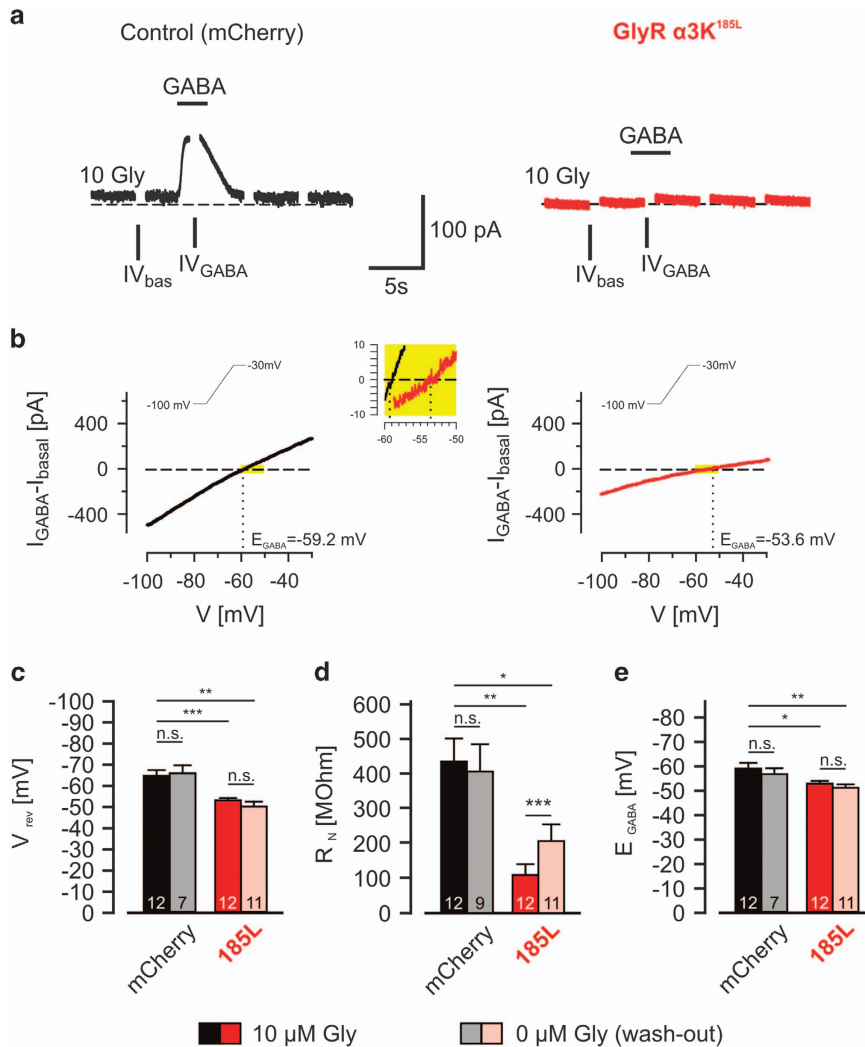 a
Control (mCherry)
GlyR α3K185L
GABA
GABA
10 Gly
10 Gly
100 pA
IVbas
IVGABA
5s
IVbas
IVGABA
b
-30mV
-100 mV
10
0
-10
-60 -55 -50
-30mV
-100 mV
IGABA-Ibasal [pA]
400
0
-400
EGABA=-59.2 mV
-100 -80 -60 -40
V [mV]
IGABA-Ibasal [pA]
400
0
-400
EGABA=-53.6 mV
-100 -80 -60 -40
V [mV]
c
Vrev [mV]
-100
-90
-80
-70
-60
-50
-40
-30
-20
-10
0
**
***
n.s.
n.s.
12 7 12 11
mCherry
185L
d
RN [MOhm]
600
500
400
300
200
100
0
*
**
n.s.
***
12 9 12 11
mCherry
185L
e
EGABA [mV]
-80
-70
-60
-50
-40
-30
-20
-10
0
**
*
n.s.
n.s.
12 7 12 11
mCherry
185L
10 µM Gly
0 µM Gly (wash-out)